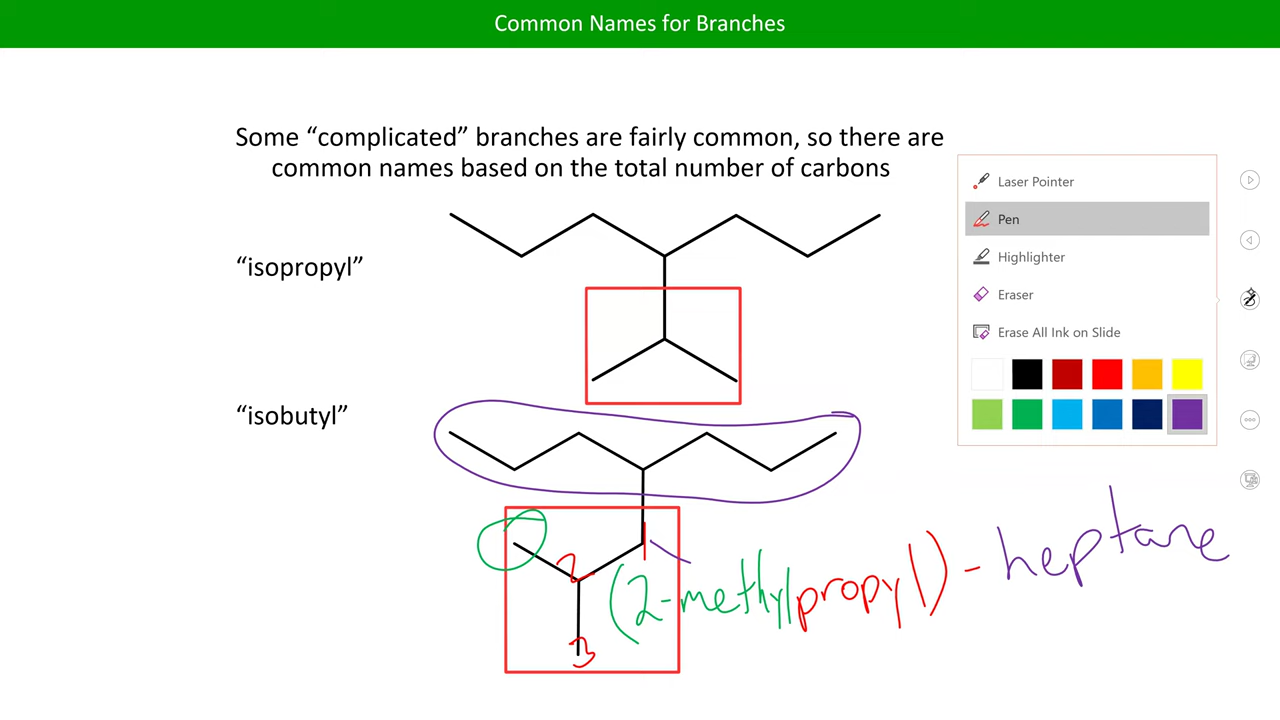 Common Names for Branches
Some “complicated” branches are fairly common, so there are
common names based on the total number of carbons
Laser Pointer
Pen
Highlighter
Eraser
Erase All Ink on Slide
“isopropyl”
“isobutyl”
1
2
3
(2-methylpropyl)-heptane